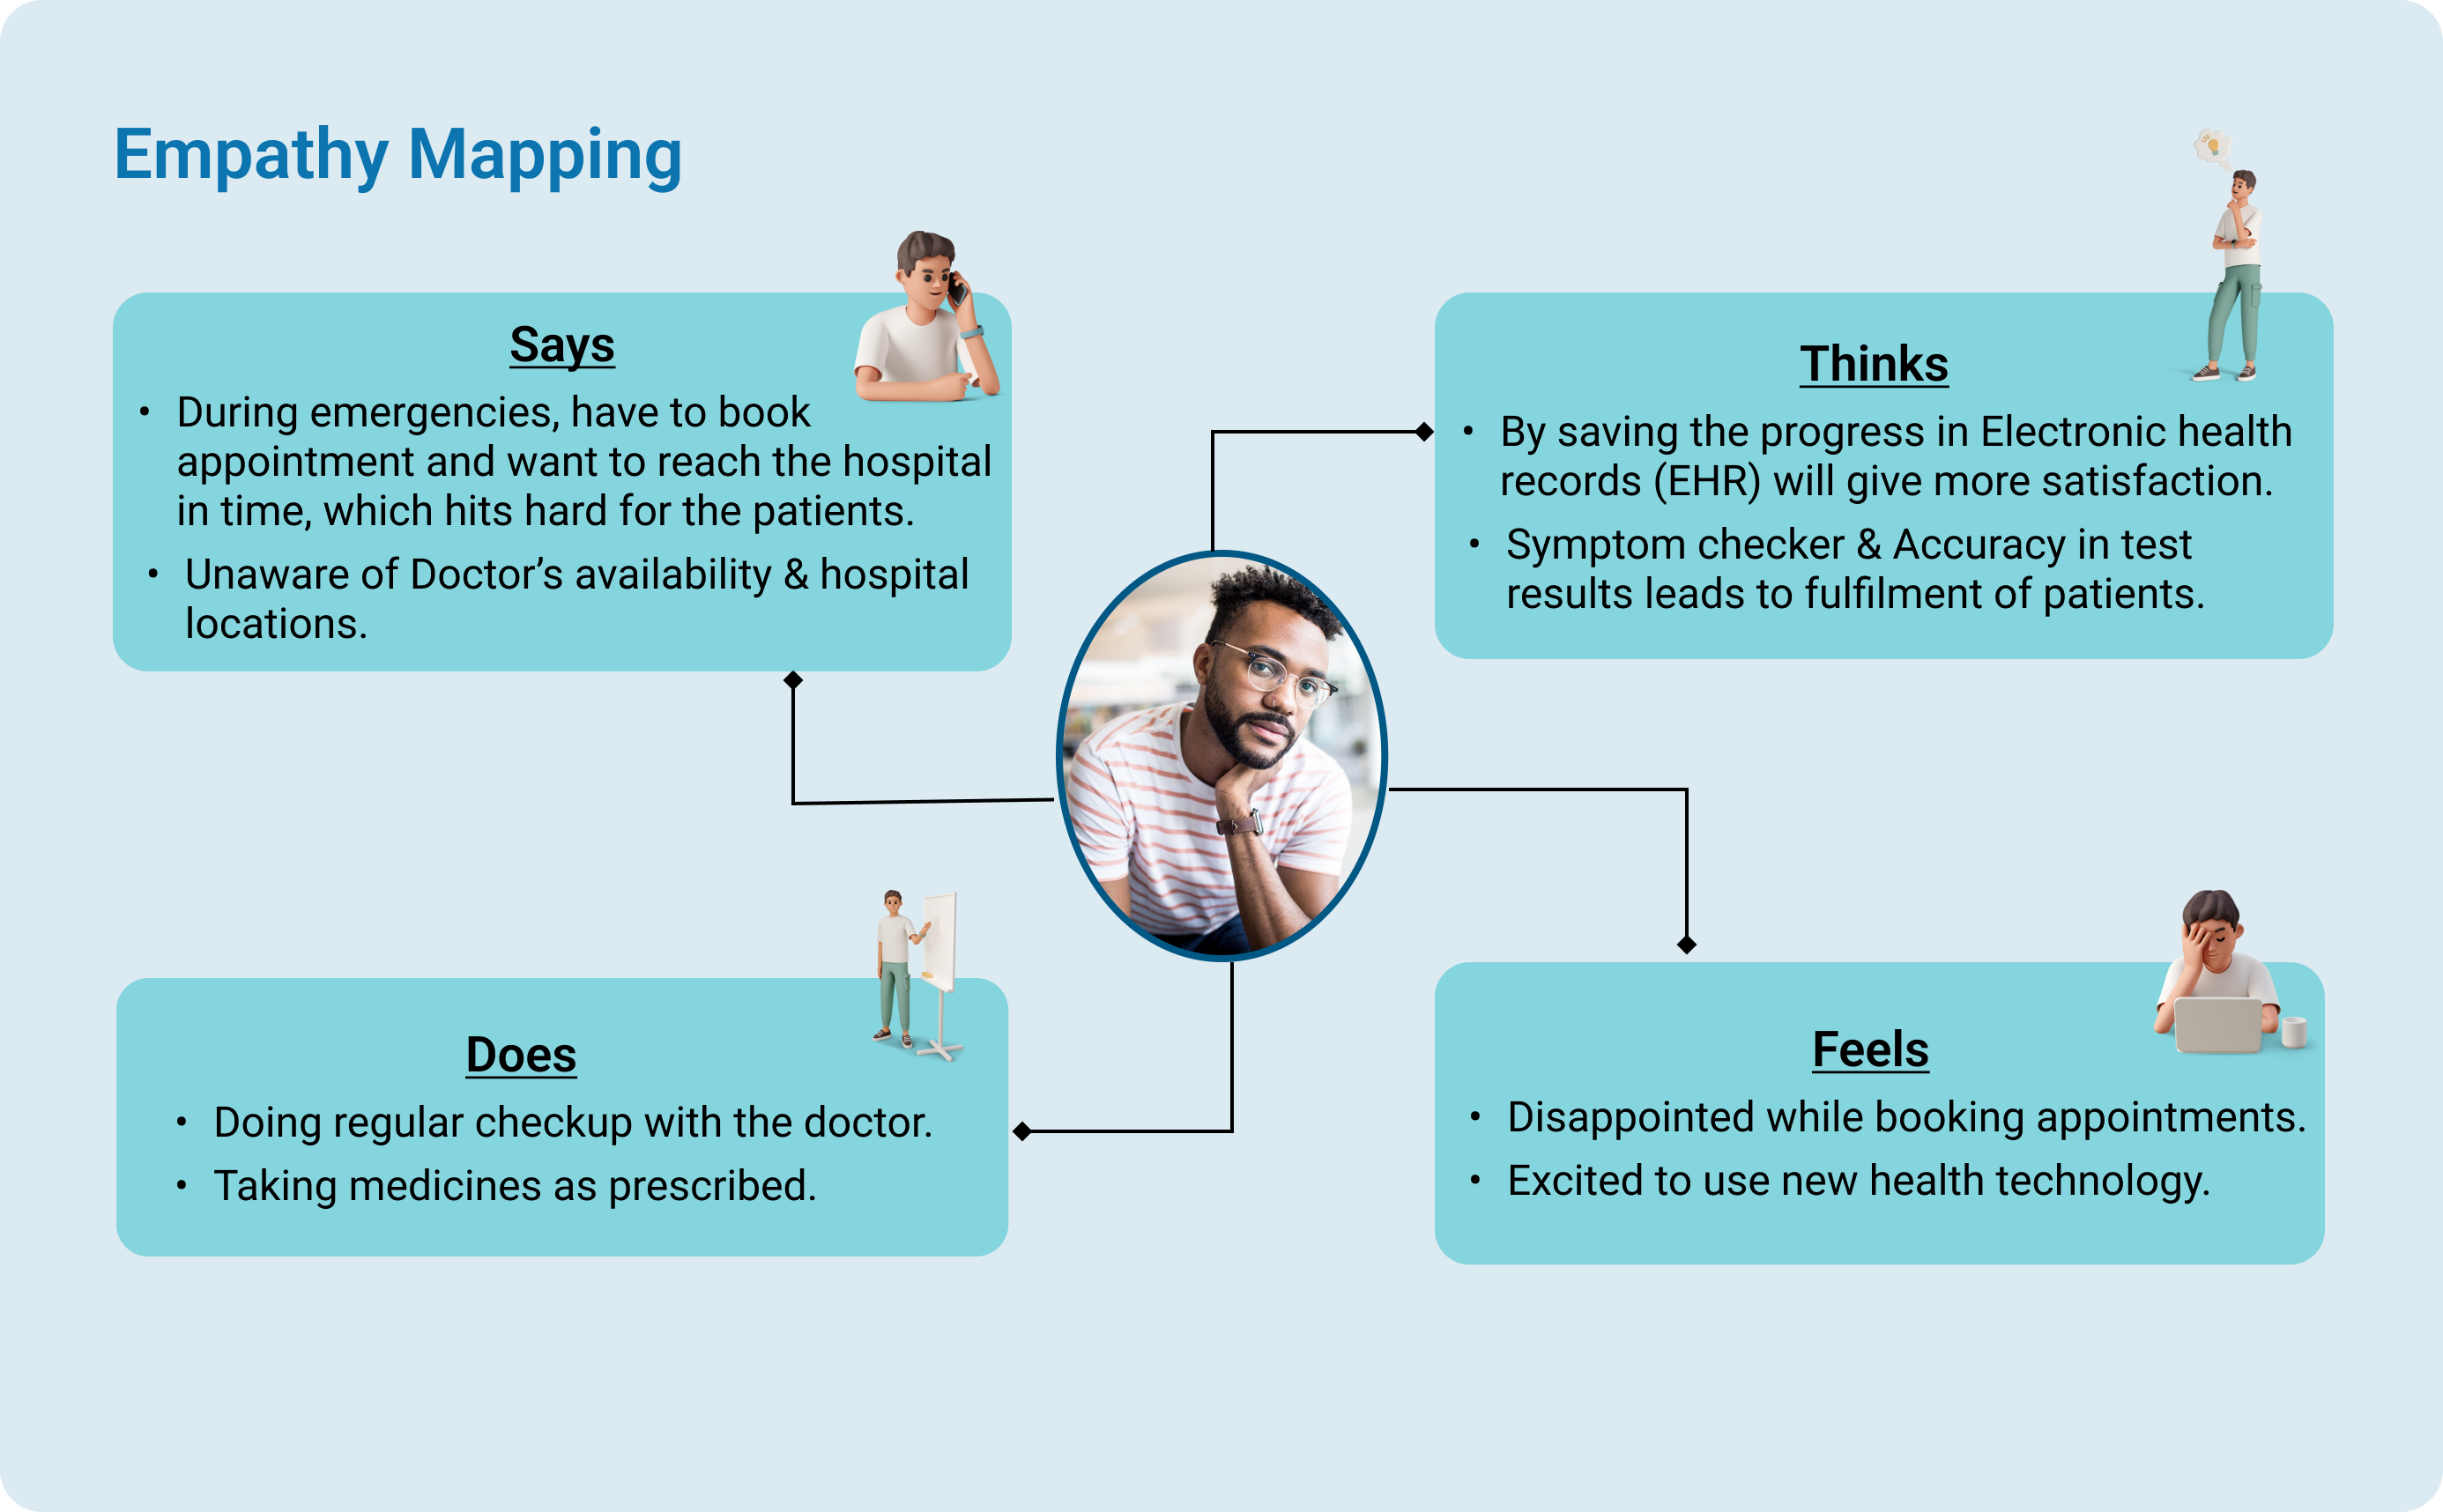 Empathy Mapping
Says
• During emergencies, have to book
appointment and want to reach the hospital
in time, which hits hard for the patients.
• Unaware of Doctor’s availability & hospital
locations.
Thinks
• By saving the progress in Electronic health
records (EHR) will give more satisfaction.
• Symptom checker & Accuracy in test
results leads to fulfilment of patients.
Does
• Doing regular checkup with the doctor.
• Taking medicines as prescribed.
Feels
• Disappointed while booking appointments.
• Excited to use new health technology.